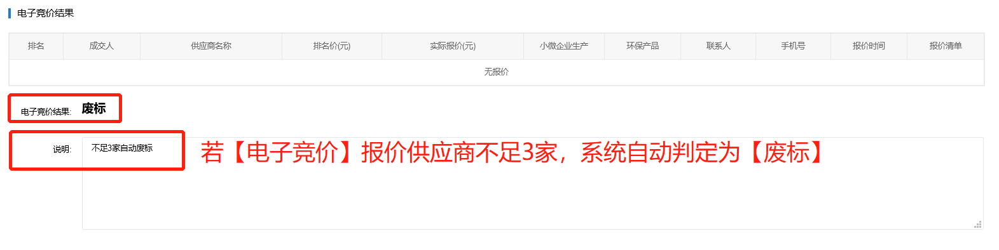 电子竞价结果
排名 成交人 供应商名称 排名价(元) 实际报价(元) 小微企业生产 环保产品 联系人 手机号 报价时间 报价清单
无报价
电子竞价结果: 废标
说明: 不足3家自动废标
若【电子竞价】报价供应商不足3家，系统自动判定为【废标】